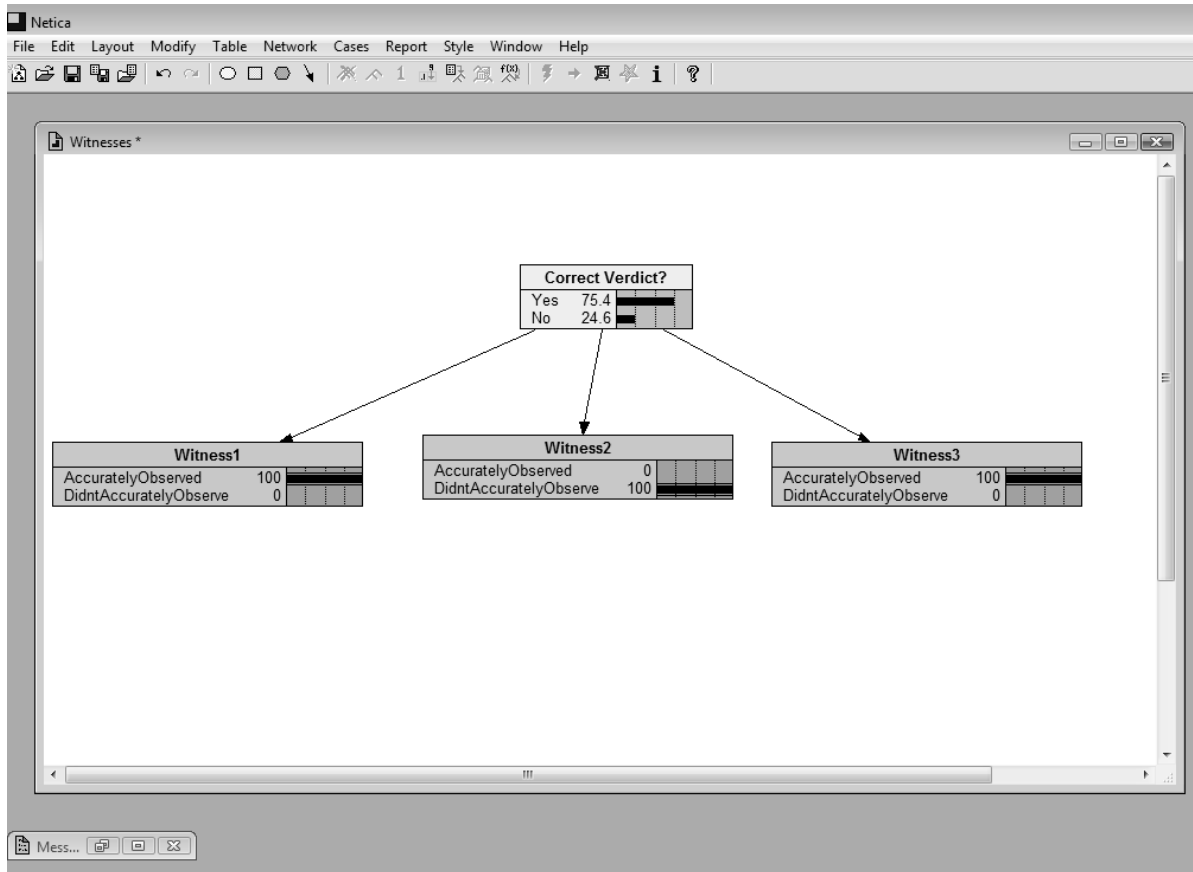 Netica
File Edit Layout Modify Table Network Cases Report Style Window Help
1 f(x) i ?
Witnesses *
Correct Verdict?
Yes 75.4
No 24.6
Witness1
AccuratelyObserved 100
DidntAccuratelyObserve 0
Witness2
AccuratelyObserved 0
DidntAccuratelyObserve 100
Witness3
AccuratelyObserved 100
DidntAccuratelyObserve 0
Mess...